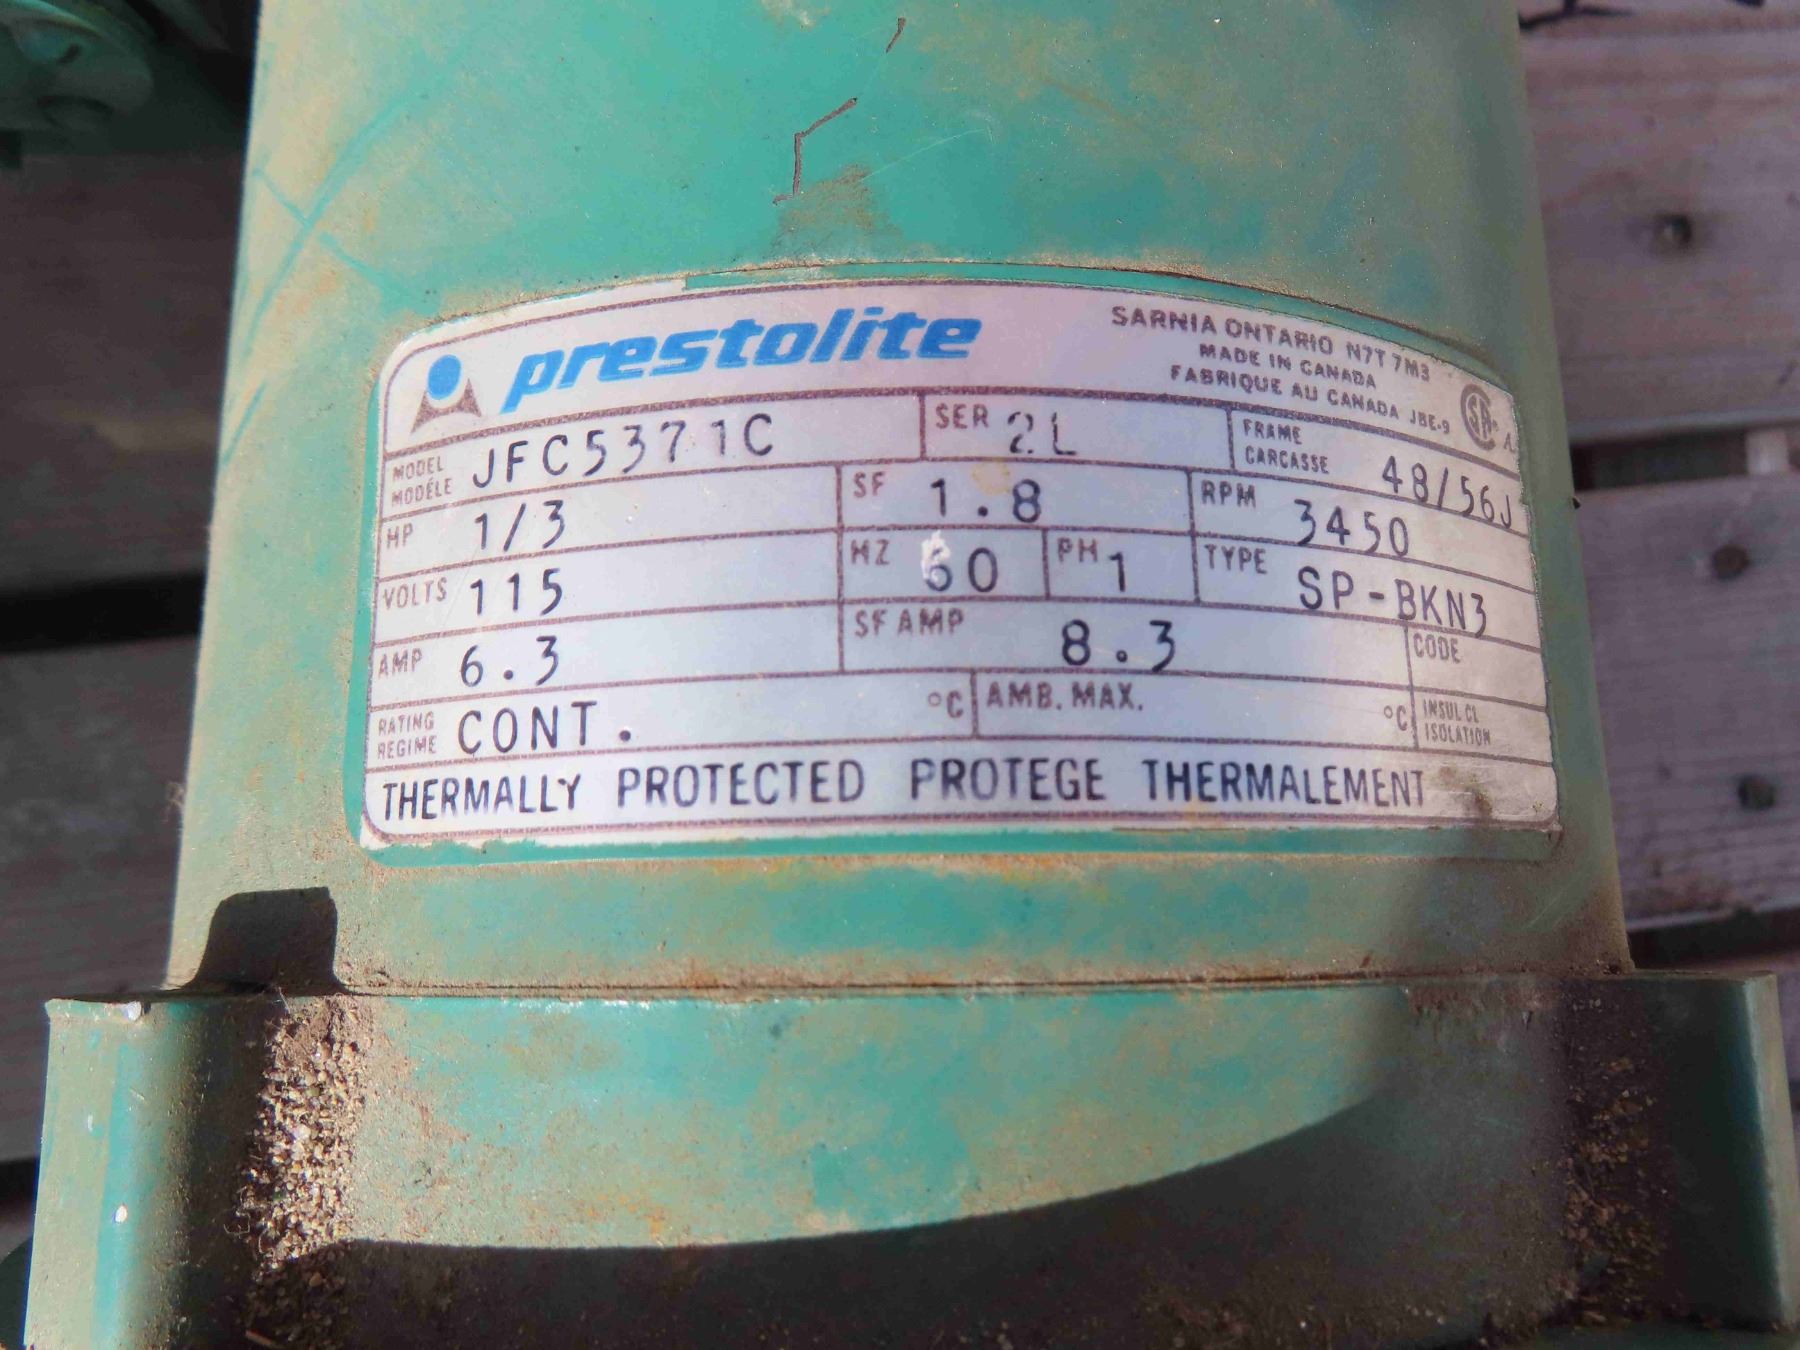 prestolite
SARNIA ONTARIO N7T 7M3
MADE IN CANADA
FABRIQUE AU CANADA JBE-9
MODEL MODÉLE JFC5371C SER 2L FRAME CARCASSE 48/56J
HP 1/3 SF 1.8 RPM 3450
VOLTS 115 HZ 60 PH 1 TYPE SP-BKN3
AMP 6.3 SF AMP 8.3 CODE
RATING REGIME CONT. °C AMB. MAX. °C INSUL CL ISOLATION
THERMALLY PROTECTED PROTEGE THERMALEMENT